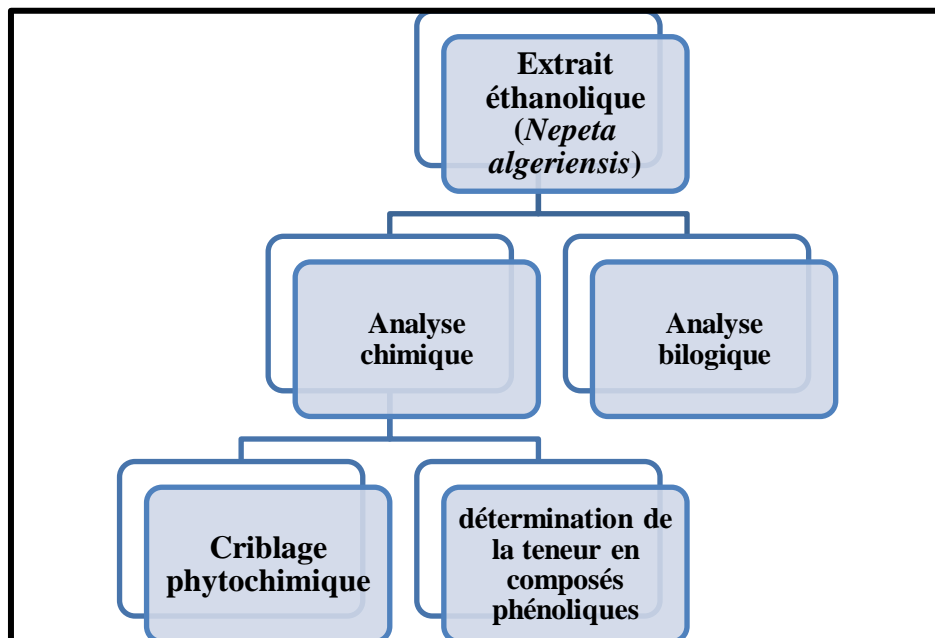 Extrait
éthanolique
(Nepeta
algeriensis)
Analyse
chimique
Analyse
bilogique
Criblage
phytochimique
détermination de
la teneur en
composés
phénoliques